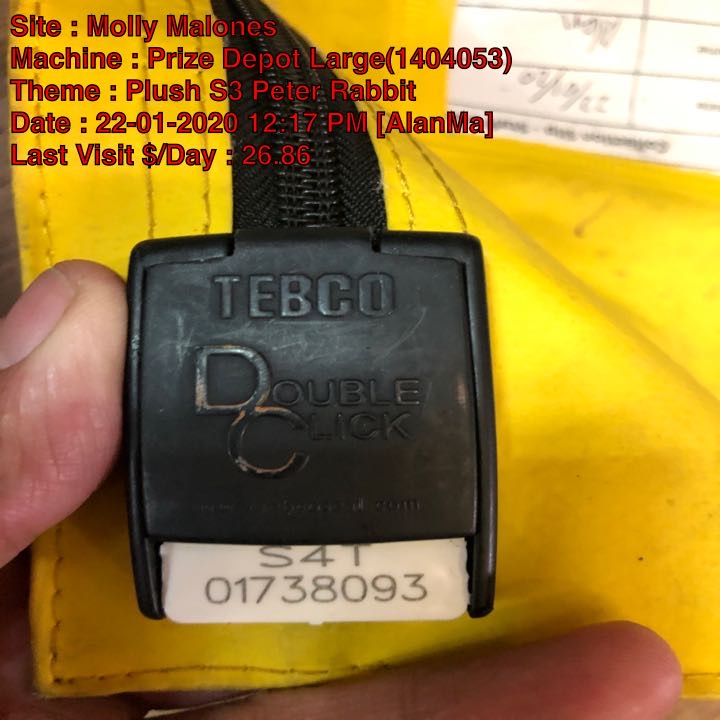 Site : Molly Malones
Machine : Prize Depot Large(1404053)
Theme : Plush S3 Peter Rabbit
Date : 22-01-2020 12:17 PM [AlanMa]
Last Visit $/Day : 26.86
TEBCO
DOUBLE
CLICK
S4T
01738093